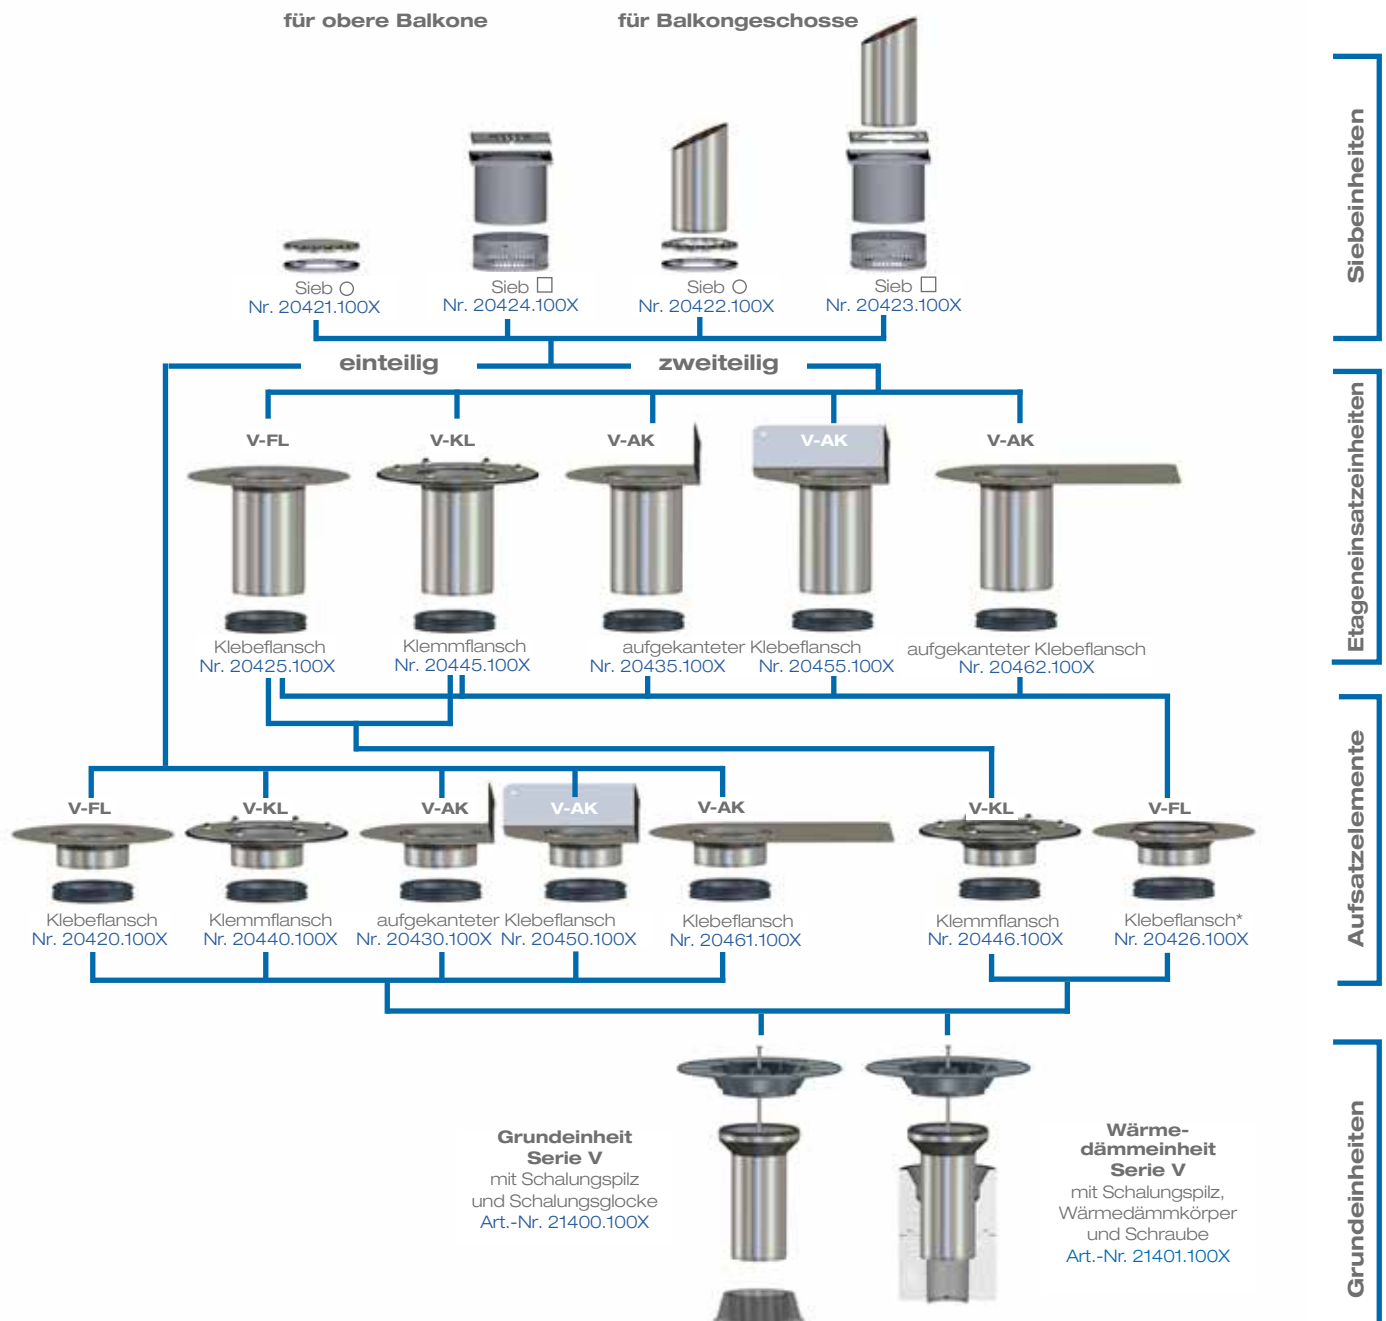 für obere Balkone
für Balkongeschosse
Sieb
Nr. 20421.100X
Sieb
Nr. 20424.100X
Sieb
Nr. 20422.100X
Sieb
Nr. 20423.100X
Siebeinheiten
einteilig
zweiteilig
V-FL
V-KL
V-AK
V-AK
V-AK
Klebeflansch
Nr. 20425.100X
Klemmflansch
Nr. 20445.100X
aufgekanteter Klebeflansch
Nr. 20435.100X Nr. 20455.100X
aufgekanteter Klebeflansch
Nr. 20462.100X
Etageneinsatzeinheiten
V-FL
V-KL
V-AK
V-AK
V-AK
V-KL
V-FL
Klebeflansch
Nr. 20420.100X
Klemmflansch
Nr. 20440.100X
aufgekanteter Klebeflansch
Nr. 20430.100X Nr. 20450.100X
Klebeflansch
Nr. 20461.100X
Klemmflansch
Nr. 20446.100X
Klebeflansch*
Nr. 20426.100X
Aufsatzelemente
Grundeinheit
Serie V
mit Schalungspilz
und Schalungsglocke
Art.-Nr. 21400.100X
Wärme-
dämmeinheit
Serie V
mit Schalungspilz,
Wärmedämmkörper
und Schraube
Art.-Nr. 21401.100X
Grundeinheiten